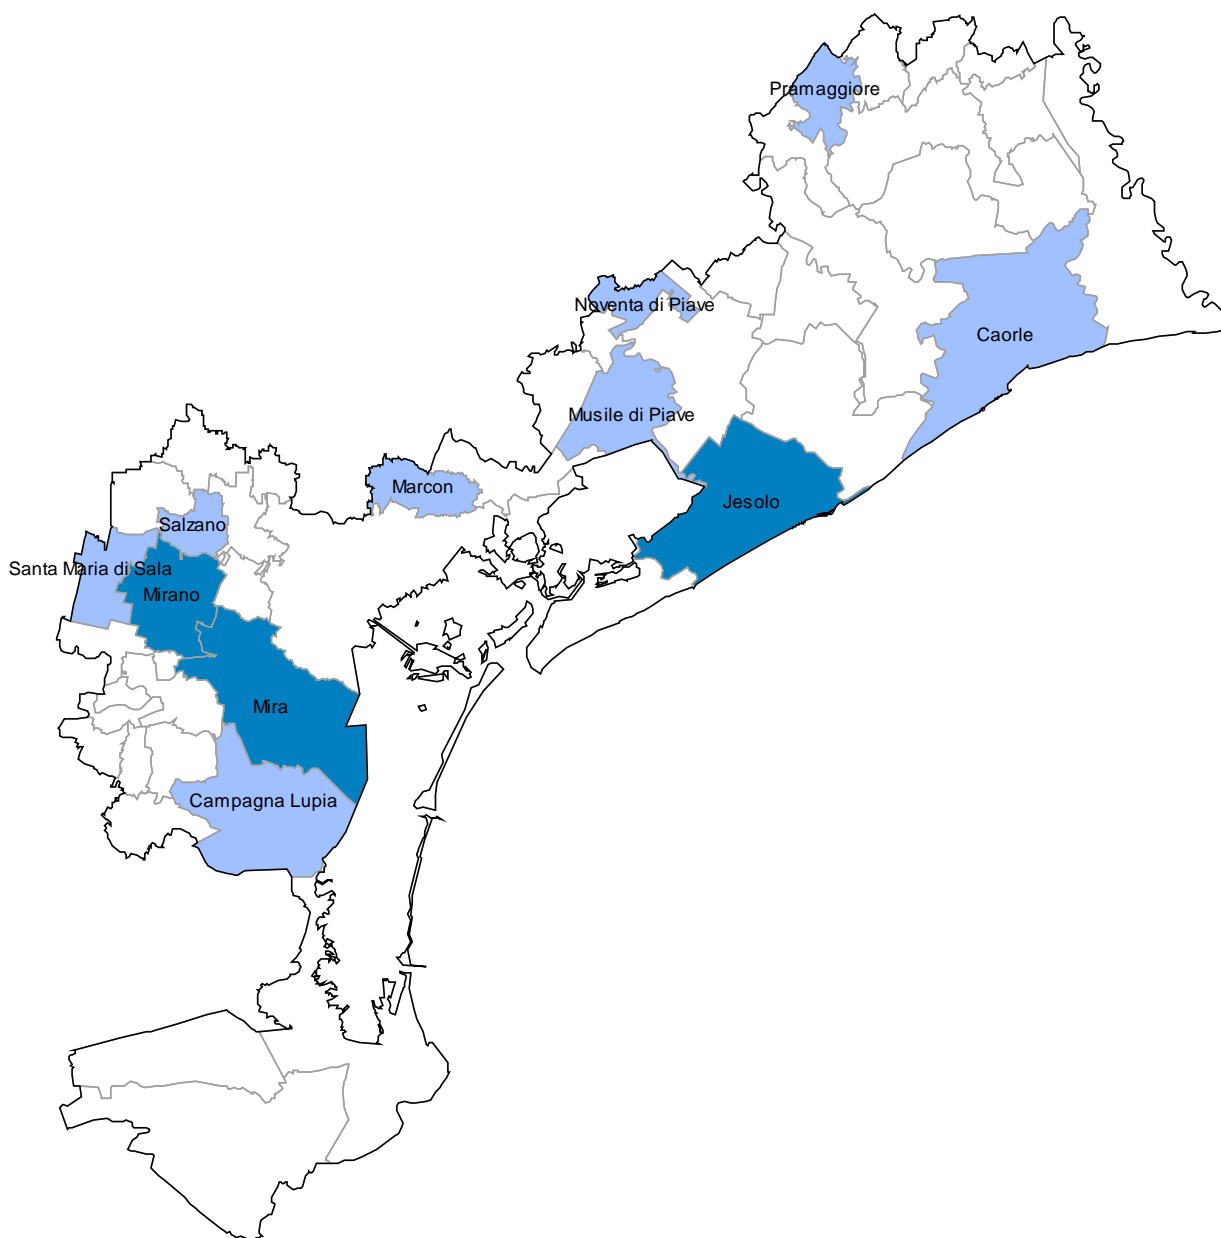 Pramaggiore
Noventa di Piave
Caorle
Musile di Piave
Marcon
Jesolo
Salzano
Santa Maria di Sala
Mirano
Mira
Campagna Lupia